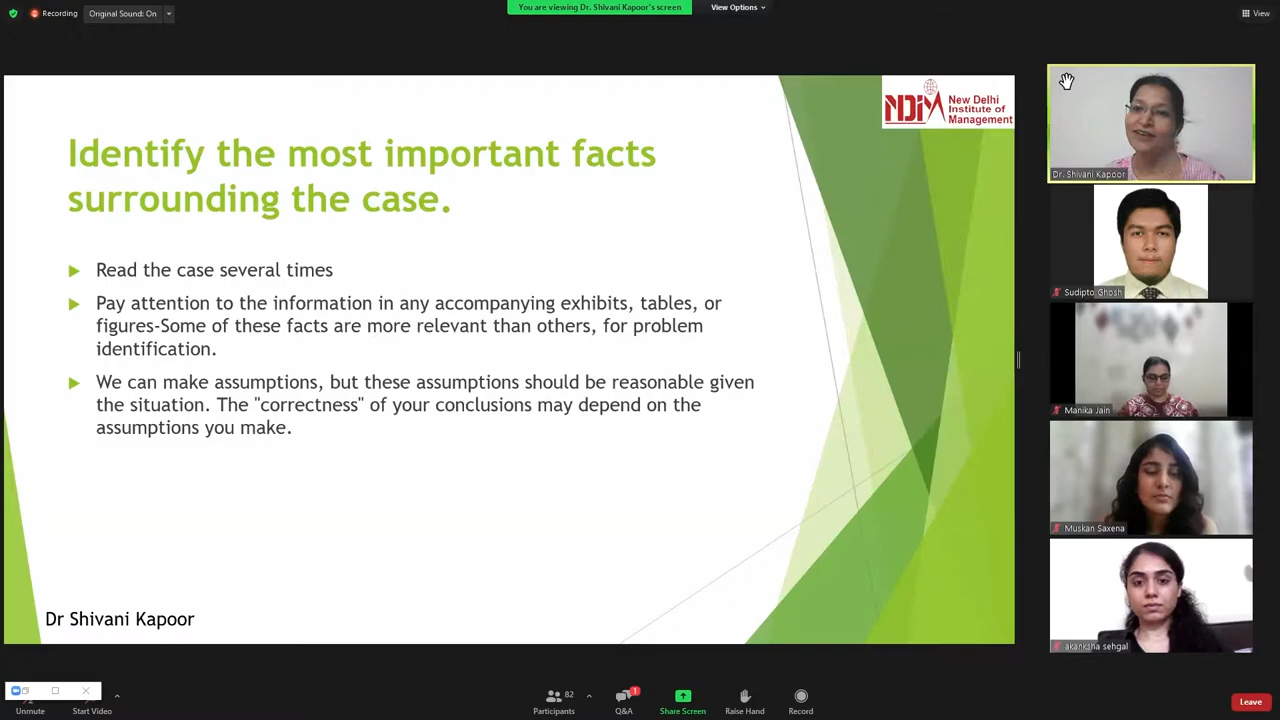 You are viewing Dr. Shivani Kapoor's screen
View Options
Recording
Original Sound: On
View
NDIM
New Delhi
Institute of
Management
Identify the most important facts
surrounding the case.
Read the case several times
Pay attention to the information in ay accompanying exhibits, tables, or
figures-Some of these facts are more relevant than others, for problem
identification.
We can make assumptions, but these assumptions should be reasonable given
the situation. The "correctness" of your conclusions may depend on the
assumptions you make.
Dr Shivani Kapoor
Dr. Shivani Kapoor
Sudipto Ghosh
Manika Jain
Muskan Saxena
akanksha sehgal
Unmute
Start Video
82
Participants
1
Q&A
Share Screen
Raise Hand
Record
Leave